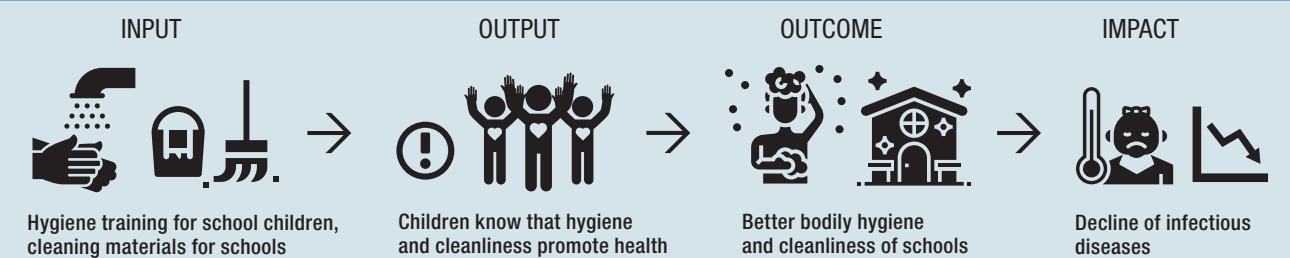 INPUT
OUTPUT
OUTCOME
IMPACT
Hygiene training for school children,
cleaning materials for schools
Children know that hygiene
and cleanliness promote health
Better bodily hygiene
and cleanliness of schools
Decline of infectious
diseases